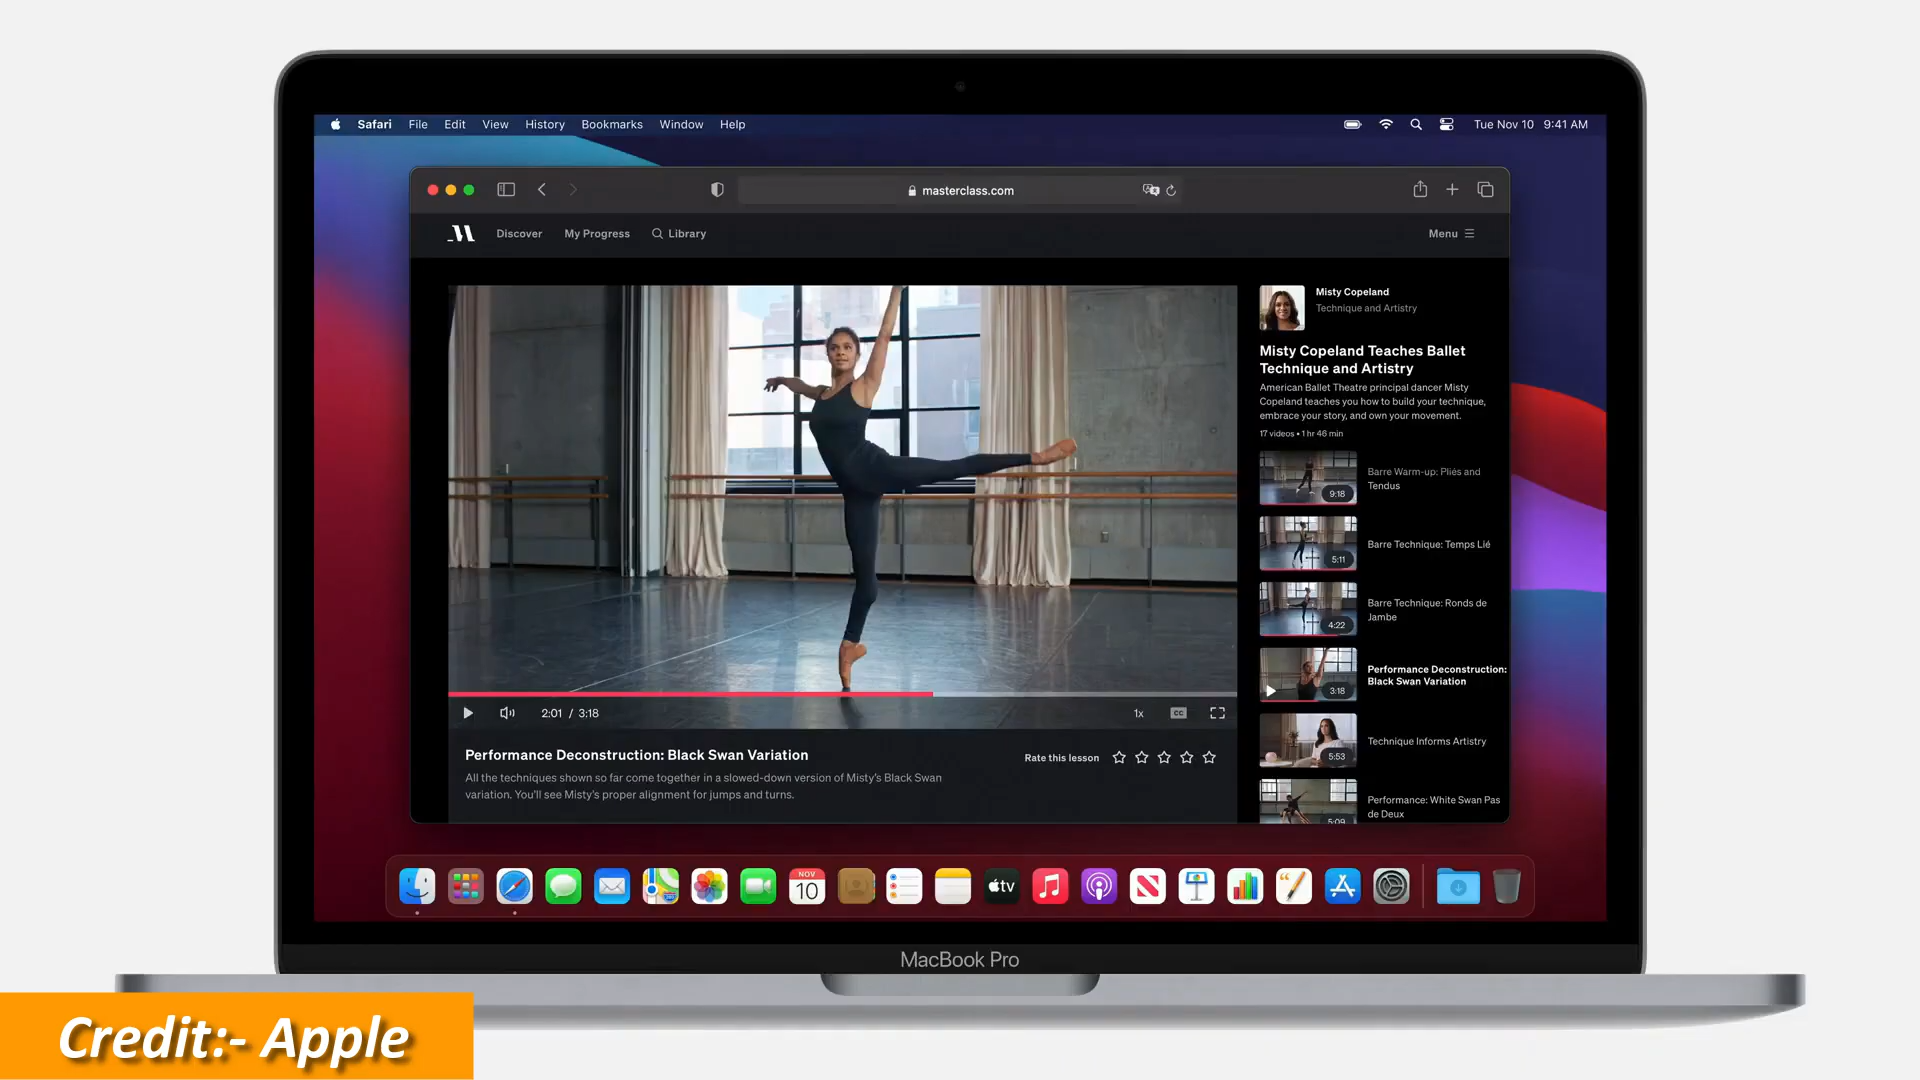 Safari File Edit View History Bookmarks Window Help Tue Nov 10 9:41 AM
masterclass.com
Discover My Progress Library Menu
Misty Copeland
Technique and Artistry
Misty Copeland Teaches Ballet
Technique and Artistry
American Ballet Theatre principal dancer Misty
Copeland teaches you how to build your technique,
embrace your story, and own your movement.
17 videos • 1 hr 46 min
Barre Warm-up: Pliés and
Tendus
9:18
Barre Technique: Temps Lié
5:11
Barre Technique: Ronds de
Jambe
4:22
Performance Deconstruction:
Black Swan Variation
3:18
Technique Informs Artistry
5:53
Performance: White Swan Pas
de Deux
5:09
2:01 / 3:18 1x CC
Performance Deconstruction: Black Swan Variation
Rate this lesson
All the techniques shown so far come together in a slowed-down version of Misty's Black Swan
variation. You'll see Misty's proper alignment for jumps and turns.
NOV
10
tv
MacBook Pro
Credit:- Apple